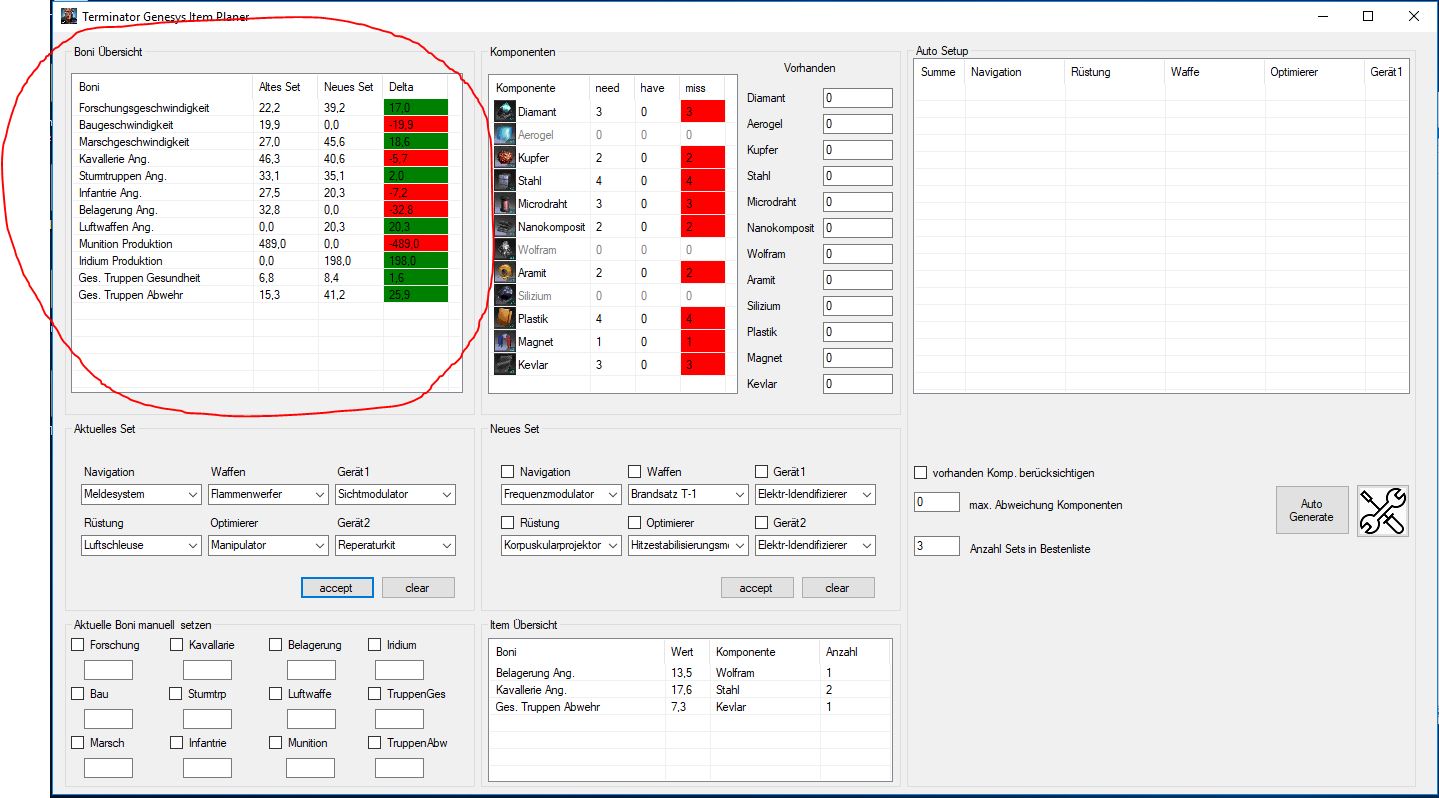 Terminator Genesys Item Planer
Boni Übersicht
Boni Altes Set Neues Set Delta
Forschungsgeschwindigkeit 22,2 39,2 17,0
Baugeschwindigkeit 19,9 0,0 -19,9
Marschgeschwindigkeit 27,0 45,6 18,6
Kavallerie Ang. 46,3 40,6 -5,7
Sturmtruppen Ang. 33,1 35,1 2,0
Infantrie Ang. 27,5 20,3 -7,2
Belagerung Ang. 32,8 0,0 -32,8
Luftwaffen Ang. 0,0 20,3 20,3
Munition Produktion 489,0 0,0 -489,0
Iridium Produktion 0,0 198,0 198,0
Ges. Truppen Gesundheit 6,8 8,4 1,6
Ges. Truppen Abwehr 15,3 41,2 25,9
Komponenten
Komponente need have miss
Diamant 3 0 3
Aerogel 0 0 0
Kupfer 2 0 2
Stahl 4 0 4
Microdraht 3 0 3
Nanokomposit 2 0 2
Wolfram 0 0 0
Aramit 2 0 2
Silizium 0 0 0
Plastik 4 0 4
Magnet 1 0 1
Kevlar 3 0 3
Vorhanden
Diamant 0
Aerogel 0
Kupfer 0
Stahl 0
Microdraht 0
Nanokomposit 0
Wolfram 0
Aramit 0
Silizium 0
Plastik 0
Magnet 0
Kevlar 0
Auto Setup
Summe Navigation Rüstung Waffe Optimierer Gerät1
Aktuelles Set
Navigation Waffen Gerät1
Meldesystem Flammenwerfer Sichtmodulator
Rüstung Optimierer Gerät2
Luftschleuse Manipulator Reperaturkit
accept clear
Neues Set
Navigation Waffen Gerät1
Frequenzmodulator Brandsatz T-1 Elektr-Idendifizierer
Rüstung Optimierer Gerät2
Korpuskularprojektor Hitzestabilisierungsm Elektr-Idendifizierer
accept clear
vorhanden Komp. berücksichtigen
0 max. Abweichung Komponenten
3 Anzahl Sets in Bestenliste
Auto
Generate
Aktuelle Boni manuell setzen
Forschung Kavallarie Belagerung Iridium
Bau Sturmtrp Luftwaffe TruppenGes
Marsch Infantrie Munition TruppenAbw
Item Übersicht
Boni Wert Komponente Anzahl
Belagerung Ang. 13,5 Wolfram 1
Kavallerie Ang. 17,6 Stahl 2
Ges. Truppen Abwehr 7,3 Kevlar 1